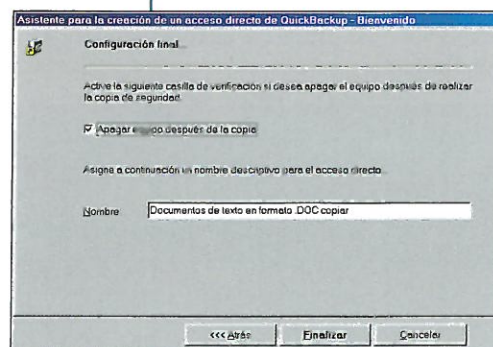 Asistente para la creación de un acceso directo de QuickBackup - Bienvenido
Configuración final...
Active la siguiente casilla de verificación si desea apagar el equipo después de realizar
la copia de seguridad.
Apagar equipo después de la copia
Asigne a continuación un nombre descriptivo para el acceso directo...
Nombre Documentos de texto en formato .DOC copiar
<<< Atrás Finalizar Cancelar